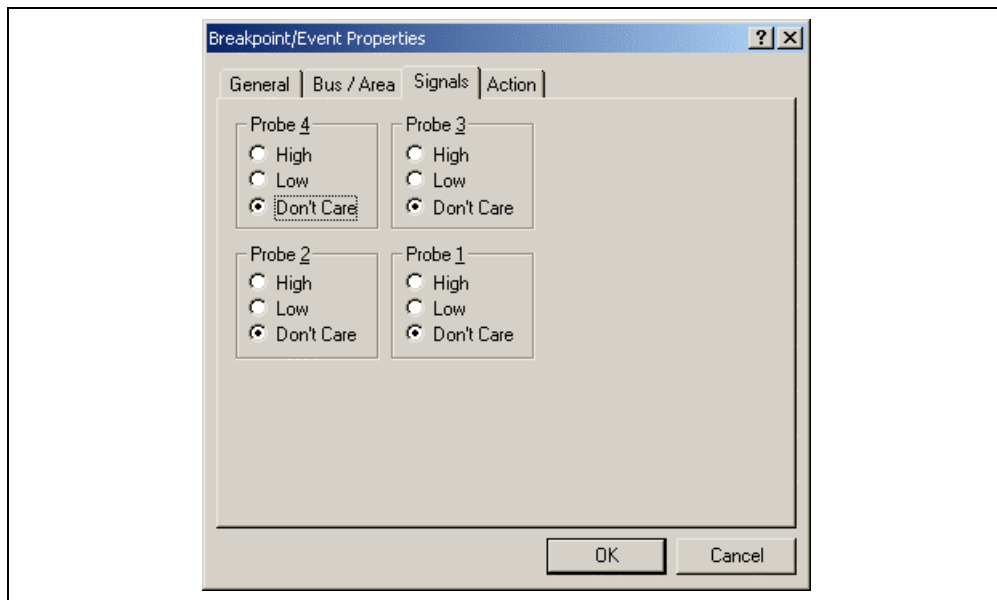 Breakpoint/Event Properties
General Bus / Area Signals Action
Probe 4
High
Low
Don't Care
Probe 3
High
Low
Don't Care
Probe 2
High
Low
Don't Care
Probe 1
High
Low
Don't Care
OK Cancel